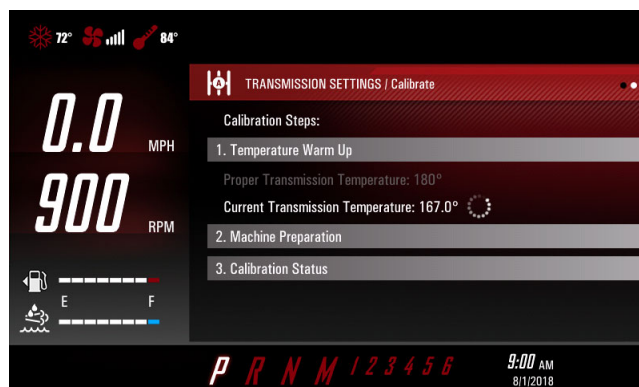 72°
84°
TRANSMISSION SETTINGS / Calibrate
Calibration Steps:
0.0 MPH
1. Temperature Warm Up
Proper Transmission Temperature: 180°
Current Transmission Temperature: 167.0°
900 RPM
2. Machine Preparation
3. Calibration Status
E F
P R N M 1 2 3 4 5 6
9:00 AM
8/1/2018